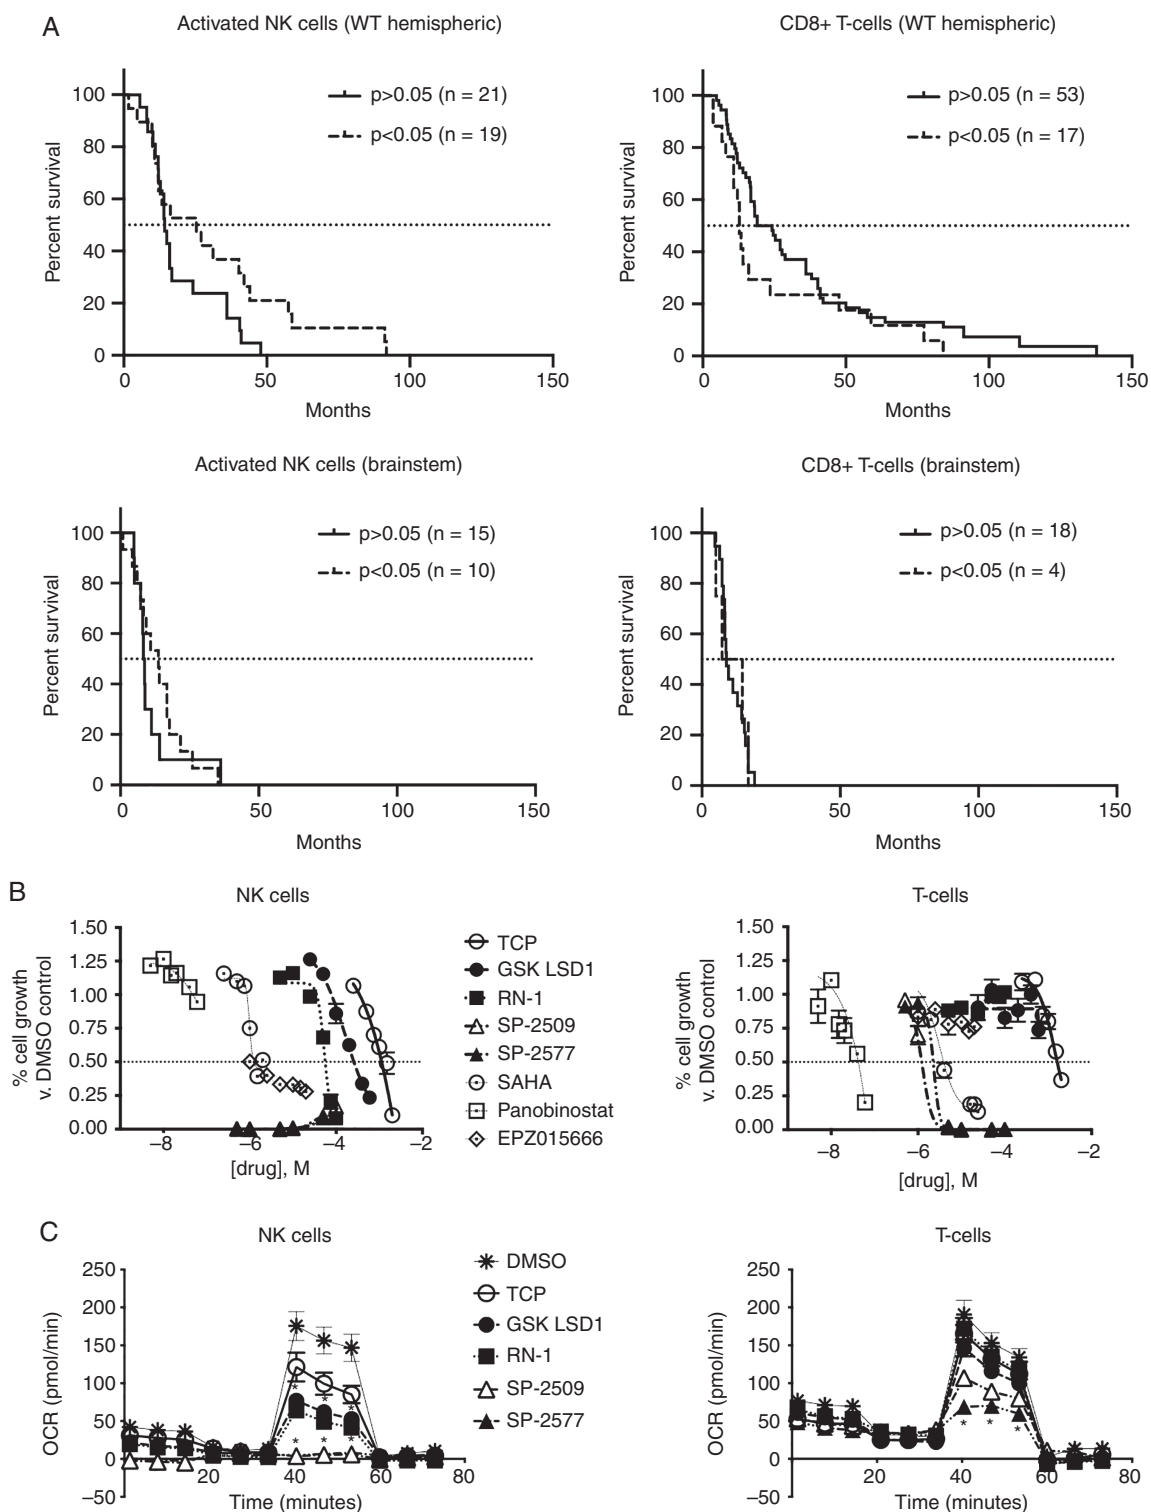 A
Activated NK cells (WT hemispheric)
CD8+ T-cells (WT hemispheric)
Percent survival
100
80
60
40
20
0
p>0.05 (n = 21)
p<0.05 (n = 19)
0
50
100
150
Months
Percent survival
100
80
60
40
20
0
p>0.05 (n = 53)
p<0.05 (n = 17)
0
50
100
150
Months
Activated NK cells (brainstem)
CD8+ T-cells (brainstem)
Percent survival
100
80
60
40
20
0
p>0.05 (n = 15)
p<0.05 (n = 10)
0
50
100
150
Months
Percent survival
100
80
60
40
20
0
p>0.05 (n = 18)
p<0.05 (n = 4)
0
50
100
150
Months
B
NK cells
T-cells
% cell growth
v. DMSO control
1.50
1.25
1.00
0.75
0.50
0.25
0.00
−8
−6
−4
−2
[drug], M
TCP
GSK LSD1
RN-1
SP-2509
SP-2577
SAHA
Panobinostat
EPZ015666
% cell growth
v. DMSO control
1.50
1.25
1.00
0.75
0.50
0.25
0.00
−8
−6
−4
−2
[drug], M
C
NK cells
T-cells
OCR (pmol/min)
250
200
150
100
50
0
−50
20
40
60
80
Time (minutes)
* * *
* * *
DMSO
TCP
GSK LSD1
RN-1
SP-2509
SP-2577
OCR (pmol/min)
250
200
150
100
50
0
−50
20
40
60
80
Time (minutes)
* * *